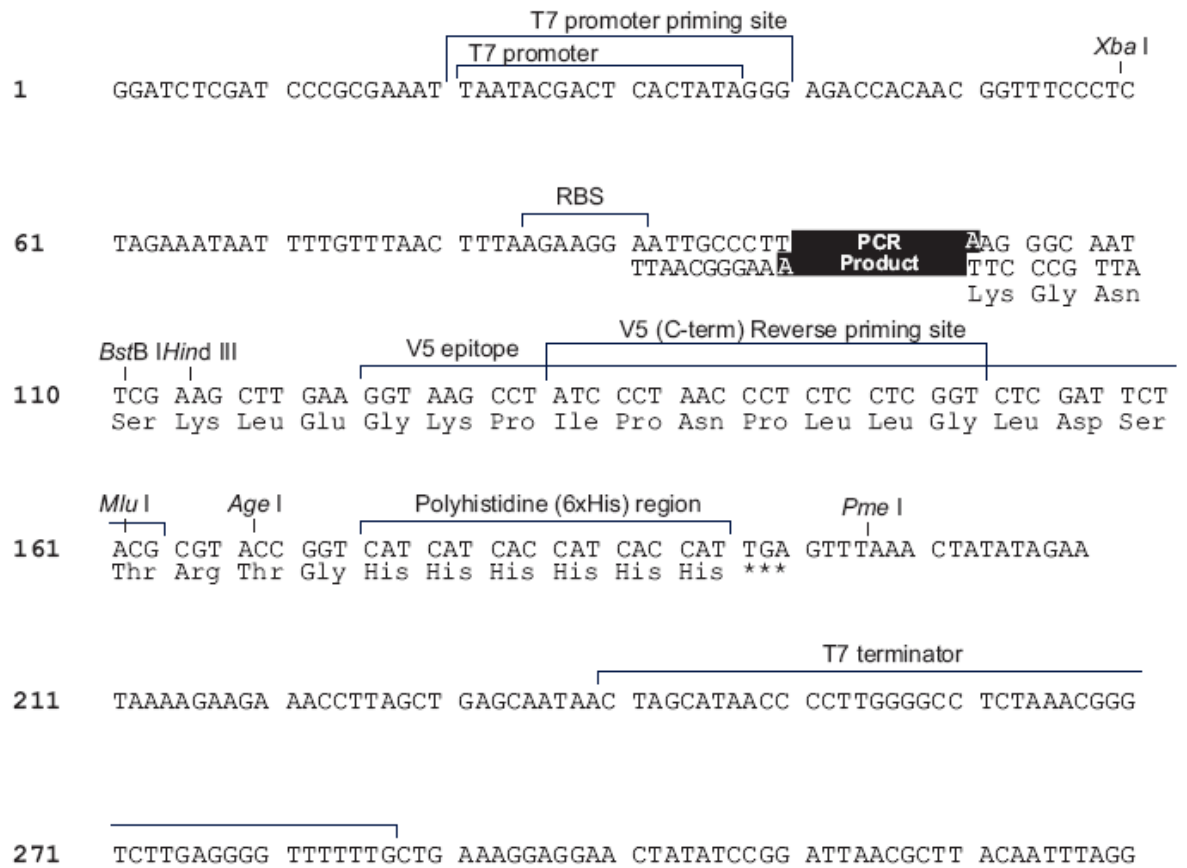 T7 promoter priming site
T7 promoter
Xba I
1 GGATCTCGAT CCCGCGAAAT TAATACGACT CACTATAGGG AGACCACAAC GGTTTCCCTC
RBS
61 TAGAAATAAT TTTGTTTAAC TTTAAGAAGG AATTGCCCTT PCR AAG GGC AAT
TTAACGGGAA A Product TTC CCG TTA
Lys Gly Asn
V5 (C-term) Reverse priming site
BstB I Hind III V5 epitope
110 TCG AAG CTT GAA GGT AAG CCT ATC CCT AAC CCT CTC CTC GGT CTC GAT TCT
Ser Lys Leu Glu Gly Lys Pro Ile Pro Asn Pro Leu Leu Gly Leu Asp Ser
Mlu I Age I Polyhistidine (6xHis) region Pme I
161 ACG CGT ACC GGT CAT CAT CAC CAT CAC CAT TGA GTTTAAA CTATATAGAA
Thr Arg Thr Gly His His His His His His ***
T7 terminator
211 TAAAAGAAGA AACCTTAGCT GAGCAATAAC TAGCATAACC CCTTGGGGCC TCTAAACGGG
271 TCTTGAGGGG TTTTTTGCTG AAAGGAGGAA CTATATCCGG ATTAACGCTT ACAATTTAGG